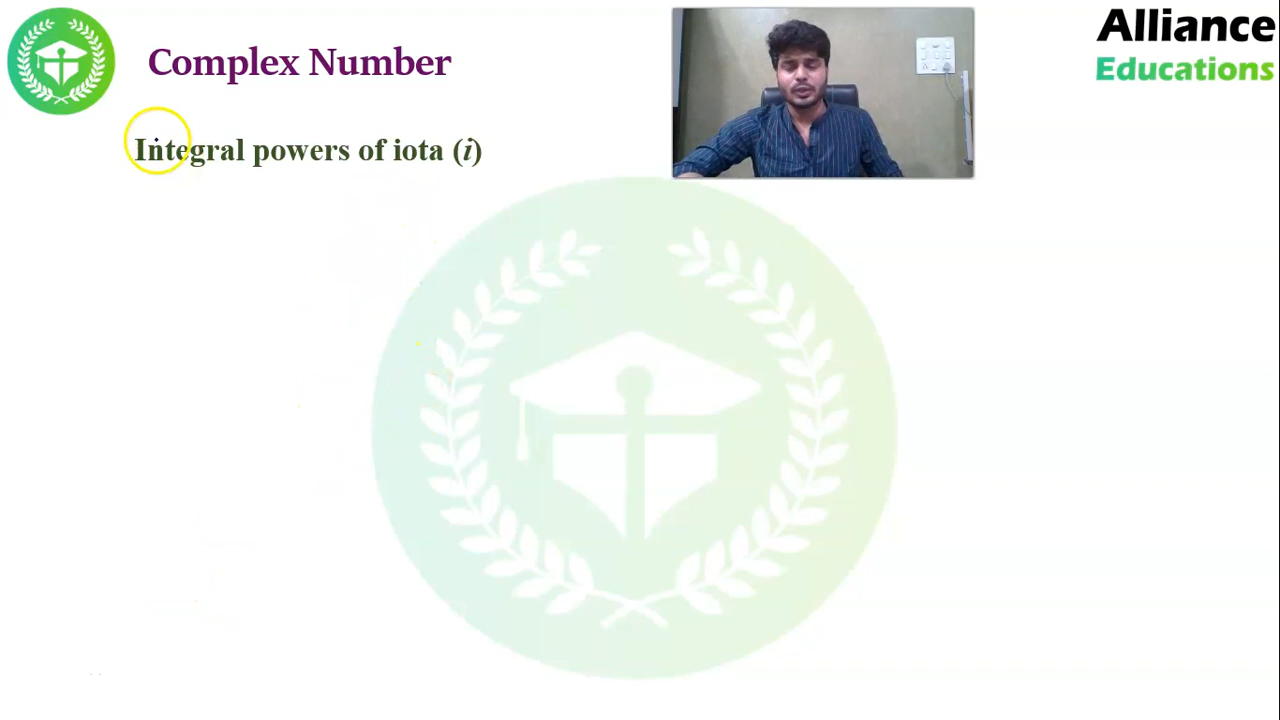 Complex Number
Alliance
Educations
Integral powers of iota (i)